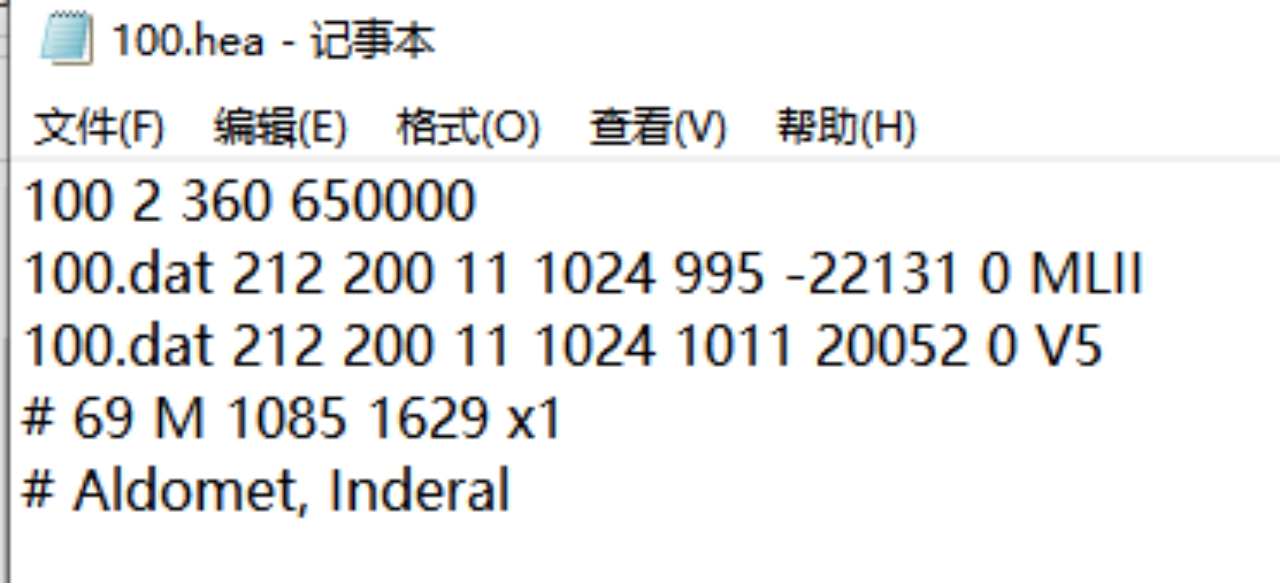 100.hea - 记事本
文件(F) 编辑(E) 格式(O) 查看(V) 帮助(H)
100 2 360 650000
100.dat 212 200 11 1024 995 -22131 0 MLII
100.dat 212 200 11 1024 1011 20052 0 V5
# 69 M 1085 1629 x1
# Aldomet, Inderal